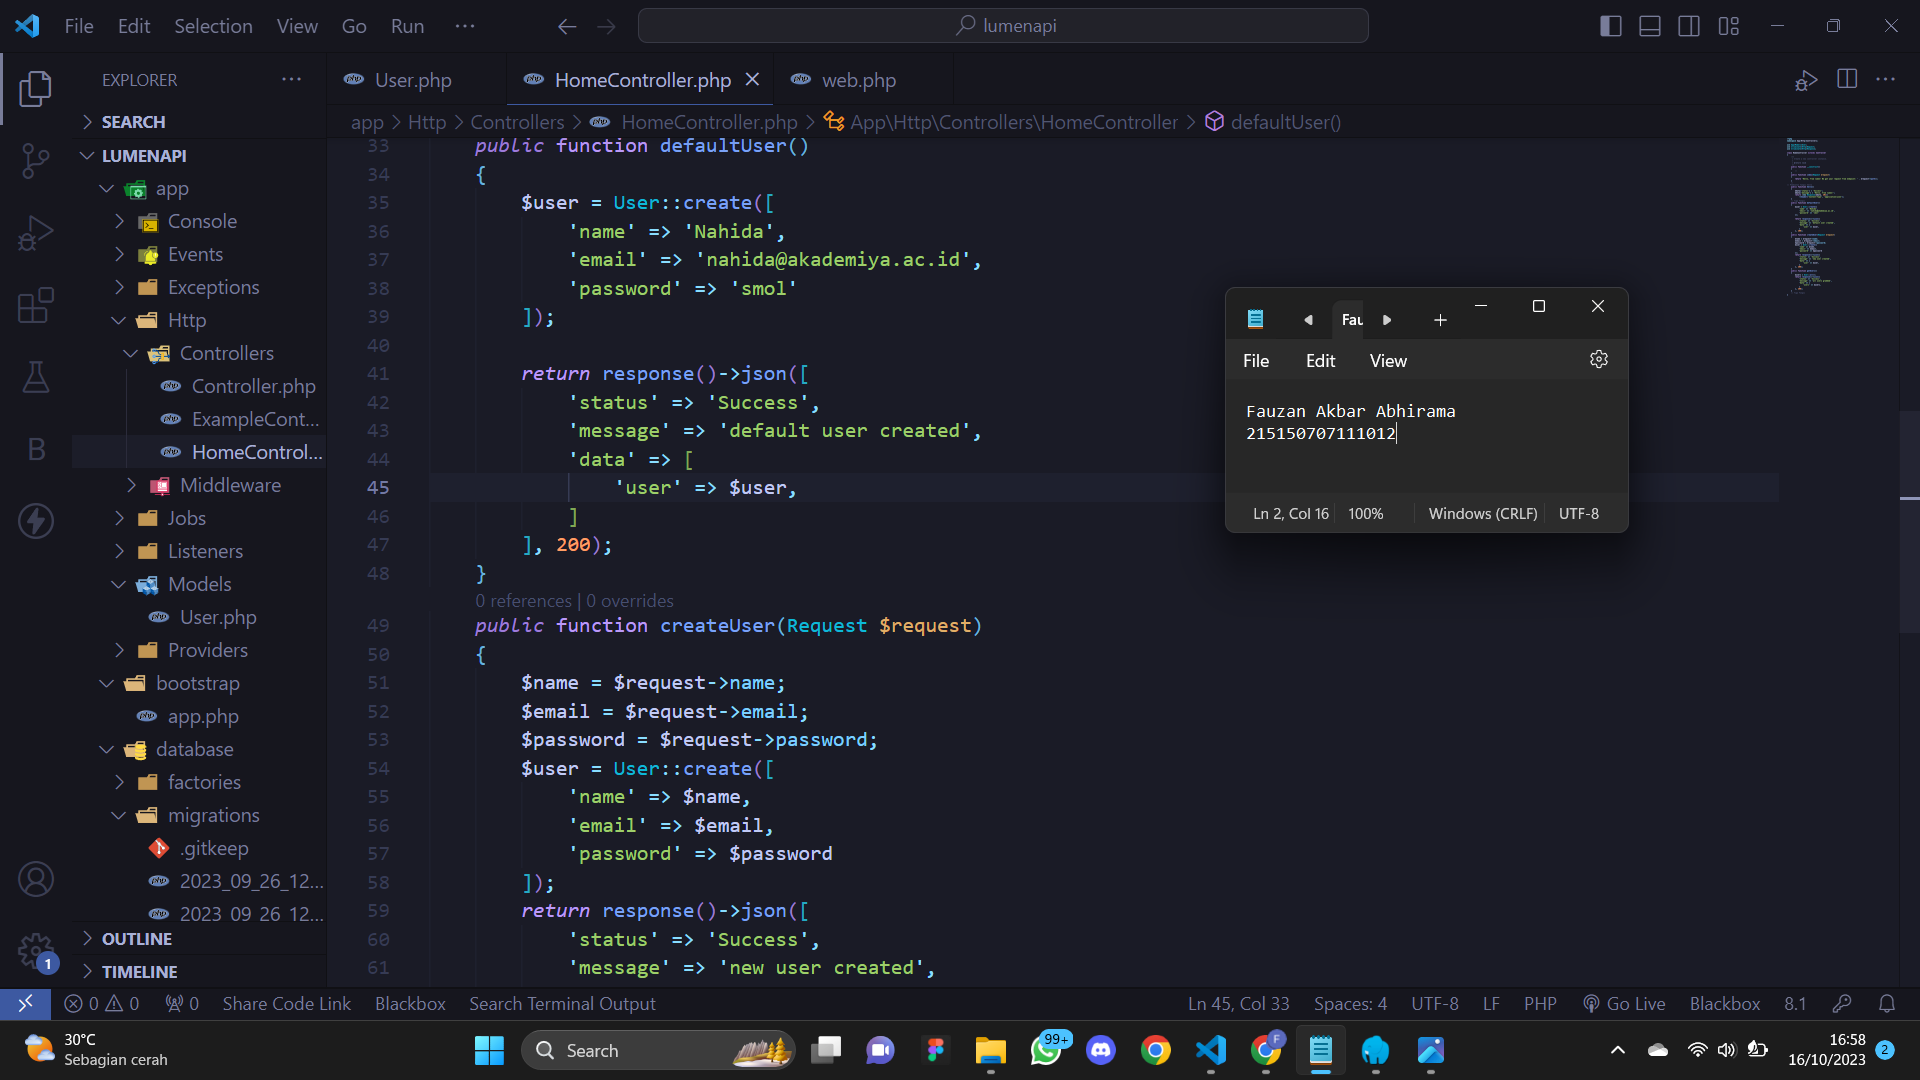 File Edit Selection View Go Run ···
lumenapi
EXPLORER
SEARCH
LUMENAPI
app
Console
Events
Exceptions
Http
Controllers
Controller.php
ExampleCont...
HomeControl...
Middleware
Jobs
Listeners
Models
User.php
Providers
bootstrap
app.php
database
factories
migrations
.gitkeep
2023_09_26_12...
2023_09_26_12...
OUTLINE
TIMELINE
User.php
HomeController.php
web.php
app > Http > Controllers > HomeController.php > App\Http\Controllers\HomeController > defaultUser()
33 public function defaultUser()
34 {
35 $user = User::create([
36 'name' => 'Nahida',
37 'email' => 'nahida@akademiya.ac.id',
38 'password' => 'smol'
39 ]);
40
41 return response()->json([
42 'status' => 'Success',
43 'message' => 'default user created',
44 'data' => [
45 'user' => $user,
46 ]
47 ], 200);
48 }
0 references | 0 overrides
49 public function createUser(Request $request)
50 {
51 $name = $request->name;
52 $email = $request->email;
53 $password = $request->password;
54 $user = User::create([
55 'name' => $name,
56 'email' => $email,
57 'password' => $password
58 ]);
59 return response()->json([
60 'status' => 'Success',
61 'message' => 'new user created',
Fau
File Edit View
Fauzan Akbar Abhirama
215150707111012
Ln 2, Col 16 100% Windows (CRLF) UTF-8
B
1
0 0 0 Share Code Link Blackbox Search Terminal Output
Ln 45, Col 33 Spaces: 4 UTF-8 LF PHP Go Live Blackbox 8.1
30°C
Sebagian cerah
Search
99+
F
16:58
16/10/2023
2